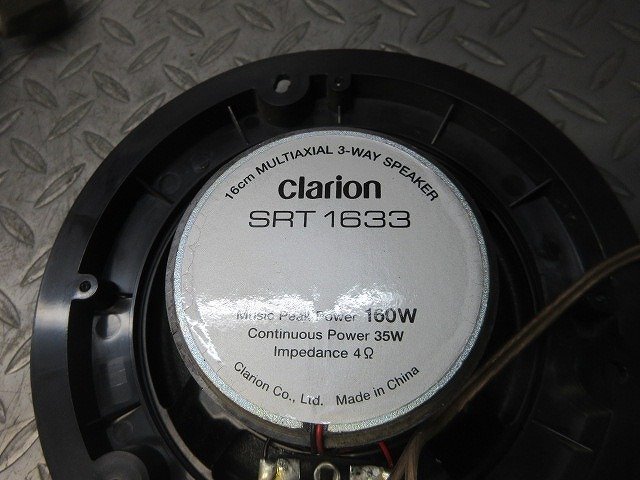 16cm MULTIAXIAL 3-WAY SPEAKER
clarion
SRT 1633
Music Peak Power 160W
Continuous Power 35W
Impedance 4Ω
Clarion Co., Ltd. Made in China